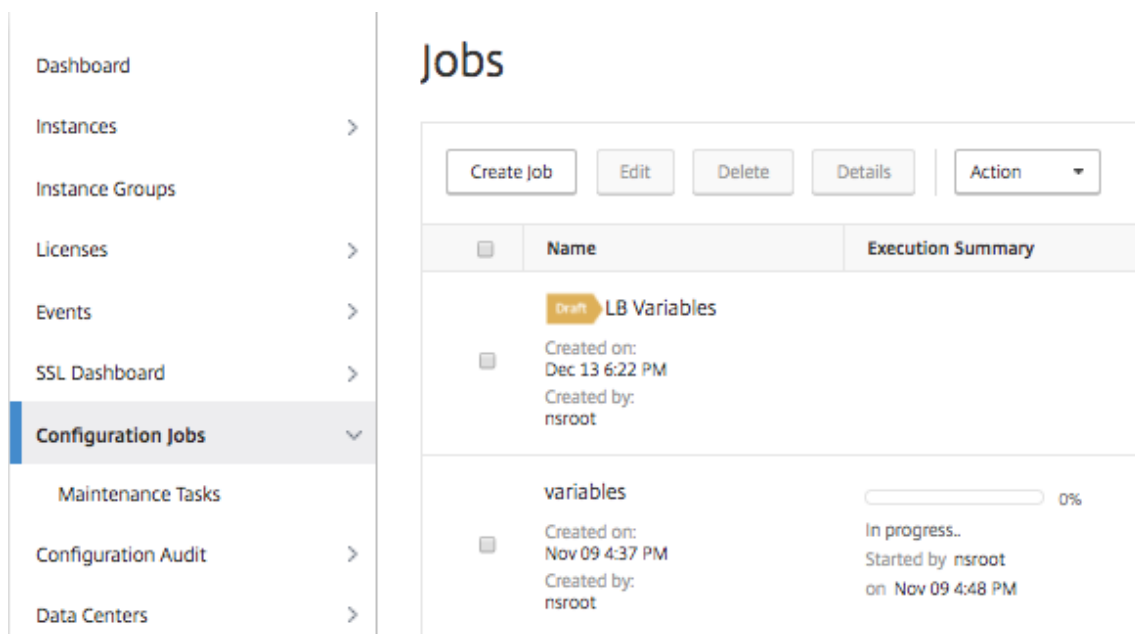 Dashboard
Instances
Instance Groups
Licenses
Events
SSL Dashboard
Configuration Jobs
Maintenance Tasks
Configuration Audit
Data Centers
Jobs
Create Job Edit Delete Details Action
Name Execution Summary
Draft LB Variables
Created on:
Dec 13 6:22 PM
Created by:
nsroot
variables
Created on:
Nov 09 4:37 PM
Created by:
nsroot
0%
In progress..
Started by nsroot
on Nov 09 4:48 PM